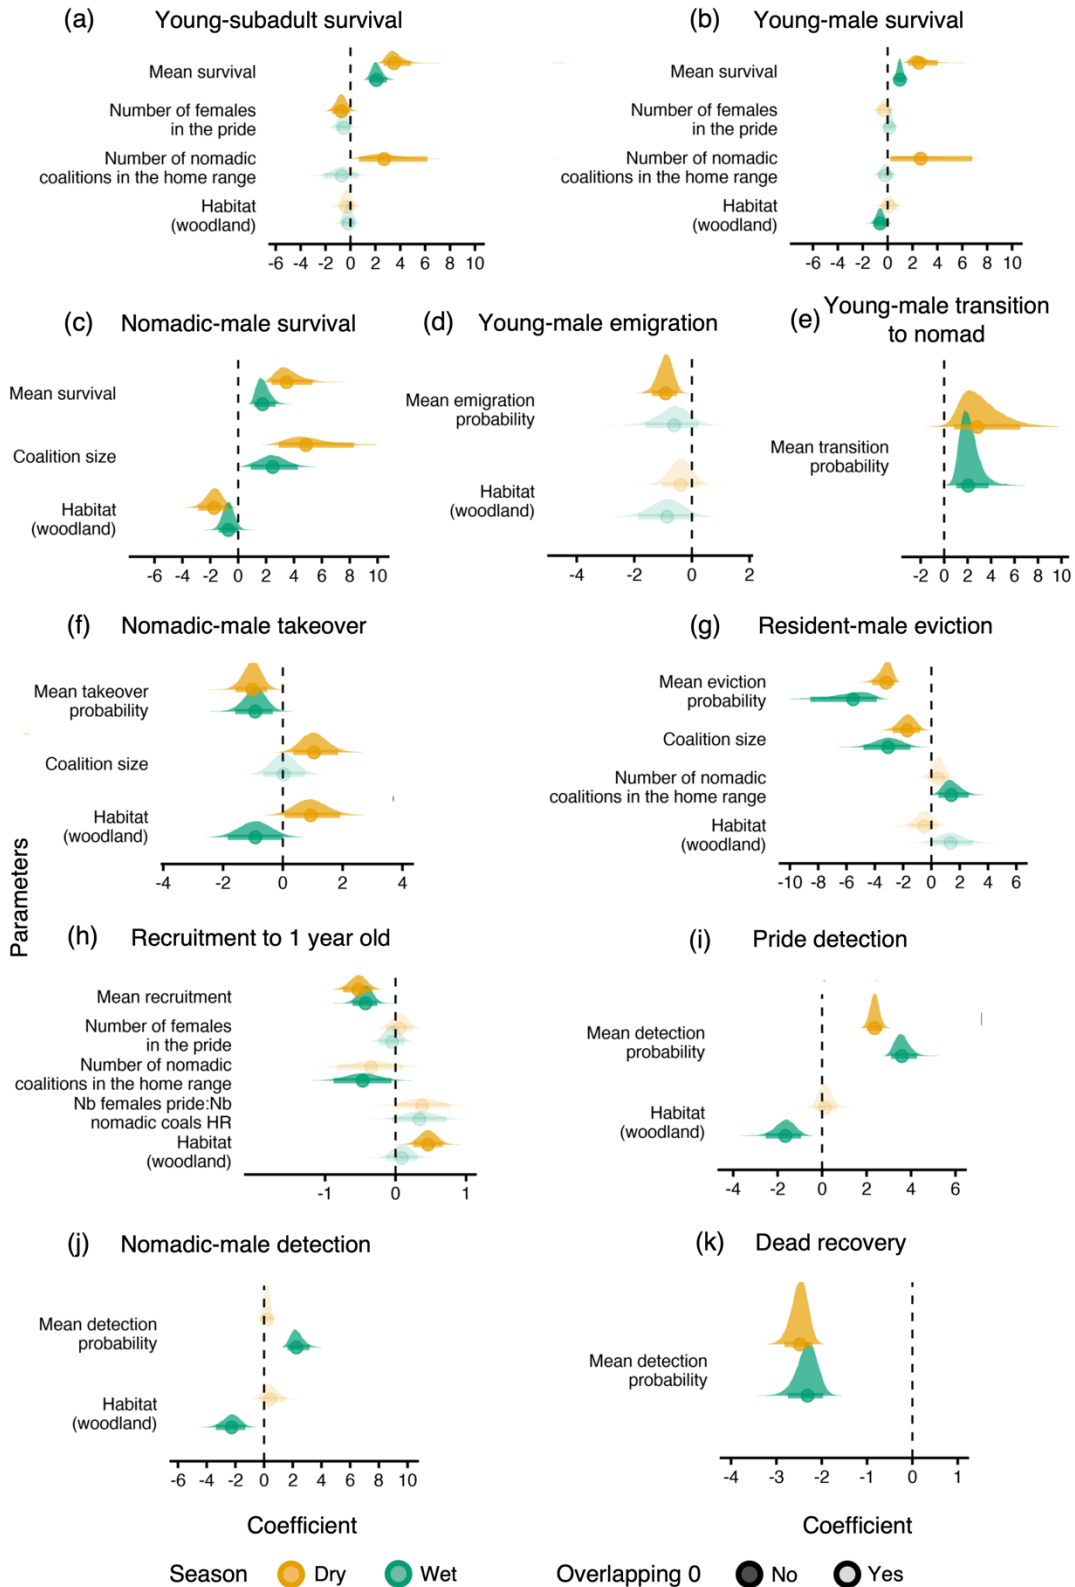 (a) Young-subadult survival
Mean survival
Number of females
in the pride
Number of nomadic
coalitions in the home range
Habitat
(woodland)
-6 -4 -2 0 2 4 6 8 10
(b) Young-male survival
Mean survival
Number of females
in the pride
Number of nomadic
coalitions in the home range
Habitat
(woodland)
-6 -4 -2 0 2 4 6 8 10
(c) Nomadic-male survival
Mean survival
Coalition size
Habitat
(woodland)
-6 -4 -2 0 2 4 6 8 10
(d) Young-male emigration
Mean emigration
probability
Habitat
(woodland)
-4 -2 0 2
(e) Young-male transition
to nomad
Mean transition
probability
-2 0 2 4 6 8 10
(f) Nomadic-male takeover
Mean takeover
probability
Coalition size
Habitat
(woodland)
-4 -2 0 2 4
(g) Resident-male eviction
Mean eviction
probability
Coalition size
Number of nomadic
coalitions in the home range
Habitat
(woodland)
-10 -8 -6 -4 -2 0 2 4 6
Parameters
(h) Recruitment to 1 year old
Mean recruitment
Number of females
in the pride
Number of nomadic
coalitions in the home range
Nb females pride:Nb
nomadic coals HR
Habitat
(woodland)
-1 0 1
(i) Pride detection
Mean detection
probability
Habitat
(woodland)
-4 -2 0 2 4 6
(j) Nomadic-male detection
Mean detection
probability
Habitat
(woodland)
-6 -4 -2 0 2 4 6 8 10
(k) Dead recovery
Mean detection
probability
-4 -3 -2 -1 0 1
Coefficient
Coefficient
Season Dry Wet Overlapping 0 No Yes